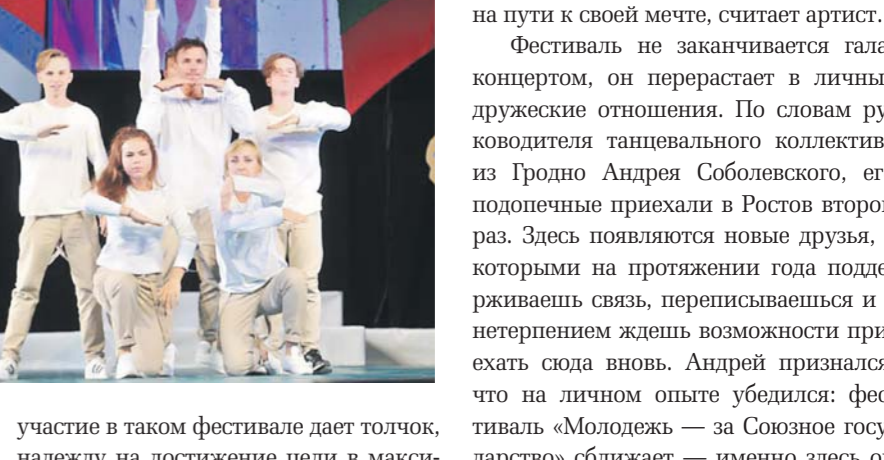 участие в таком фестивале дает толчок,
надежду на достижение цели в макси-
на пути к своей мечте, считает артист.
Фестиваль не заканчивается гала
концертом, он перерастает в личны
дружеские отношения. По словам ру
ководителя танцевального коллектив
из Гродно Андрея Соболевского, ег
подопечные приехали в Ростов второ
раз. Здесь появляются новые друзья,
которыми на протяжении года подде
рживаешь связь, переписываешься и
нетерпением ждешь возможности при
ехать сюда вновь. Андрей признался
что на личном опыте убедился: фес
тиваль «Молодежь — за Союзное госу
дарство» сближает — именно здесь о